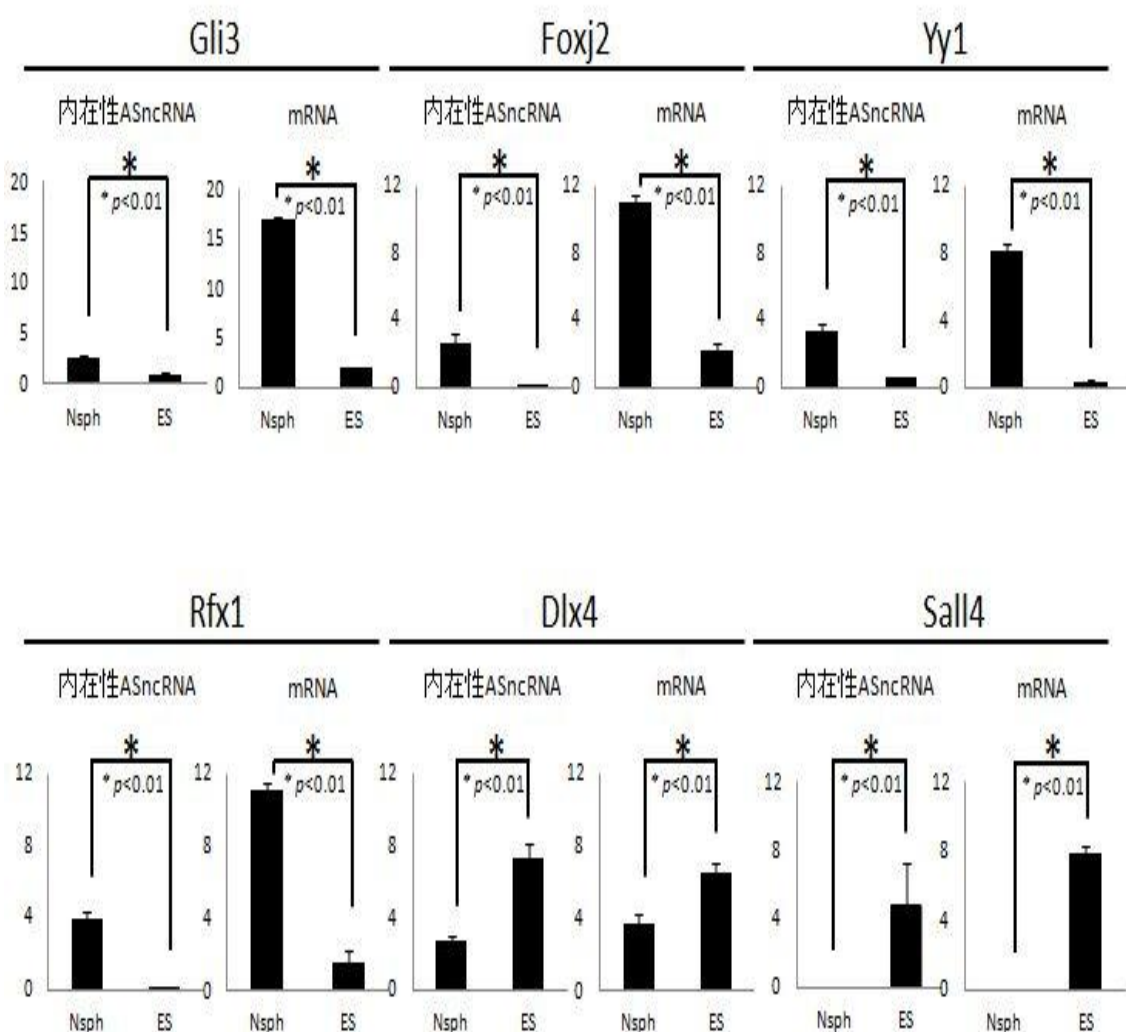 Gli3 Foxj2 Yy1
内在性ASncRNA mRNA 内在性ASncRNA mRNA 内在性ASncRNA mRNA
* * * * * *
* p<0.01 * p<0.01 * p<0.01 * p<0.01 * p<0.01 * p<0.01
20 20 12 12 12 12
15 15 8 8 8 8
10 10 4 4 4 4
5 5
0 0 0 0 0 0
Nsph ES Nsph ES Nsph ES Nsph ES Nsph ES Nsph ES
Rfx1 Dlx4 Sall4
内在性ASncRNA mRNA 内在性ASncRNA mRNA 内在性ASncRNA mRNA
* * * * * *
* p<0.01 * p<0.01 * p<0.01 * p<0.01 * p<0.01 * p<0.01
12 12 12 12 12 12
8 8 8 8 8 8
4 4 4 4 4 4
0 0 0 0 0 0
Nsph ES Nsph ES Nsph ES Nsph ES Nsph ES Nsph ES